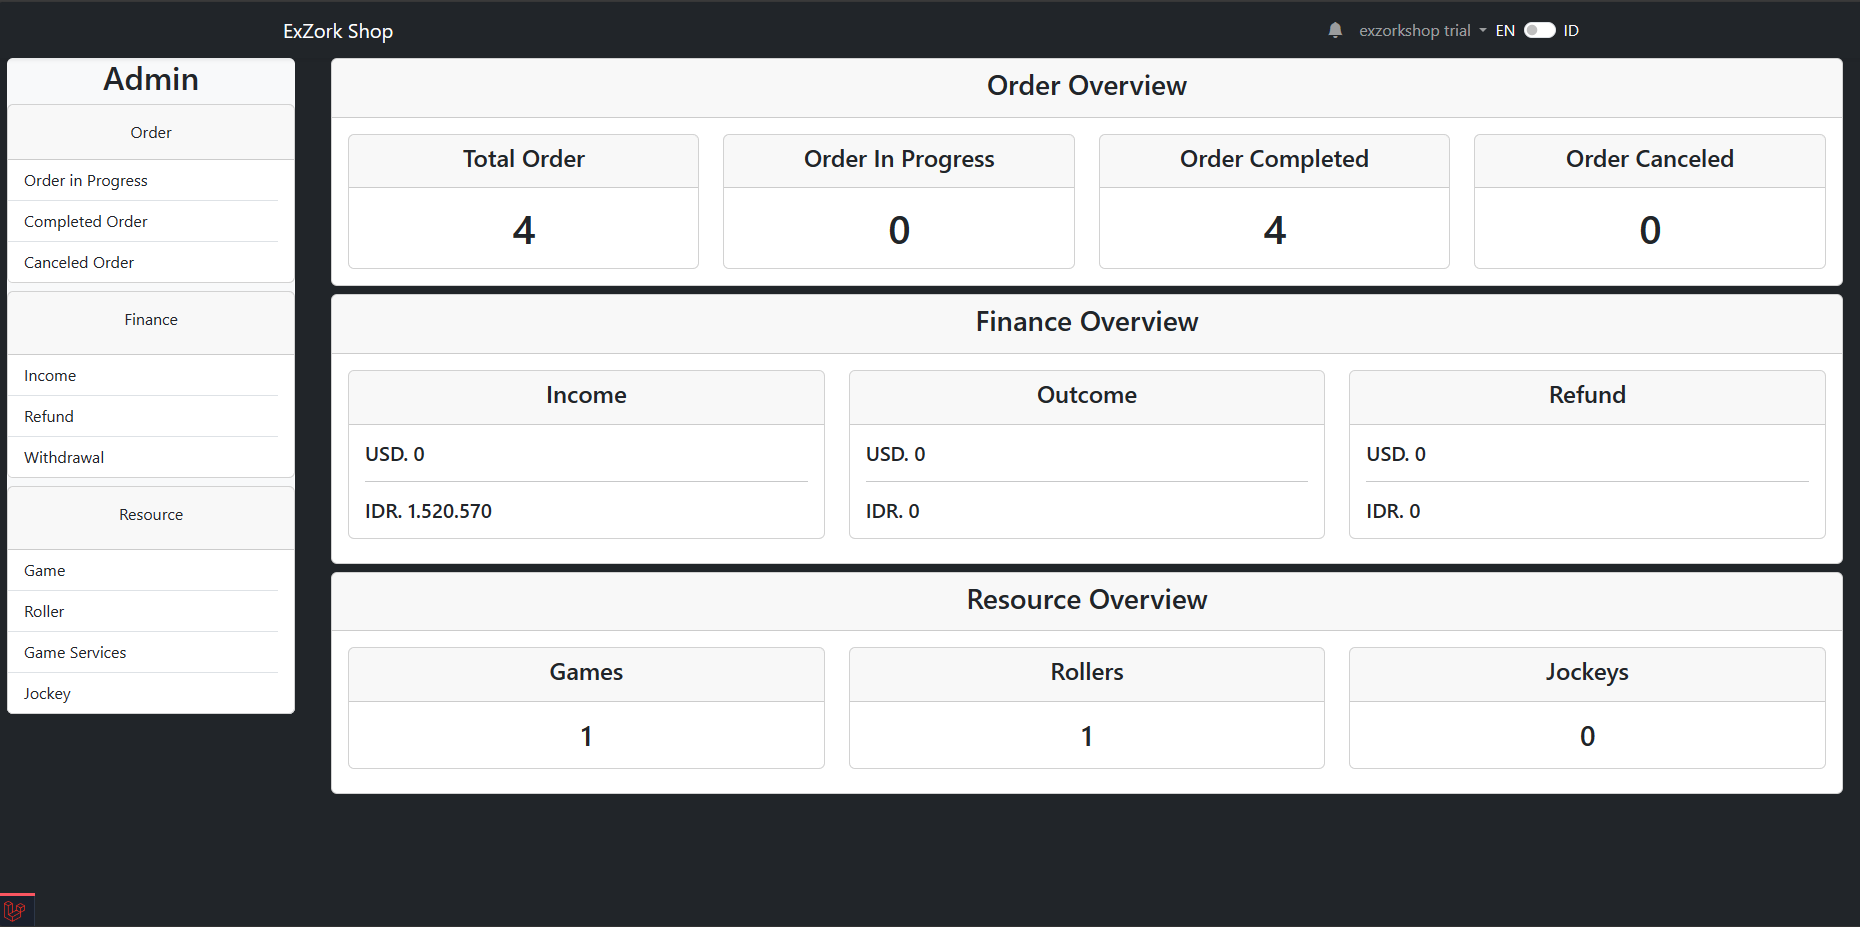 ExZork Shop
exzorkshop trial EN ID
Admin
Order
Order in Progress
Completed Order
Canceled Order
Finance
Income
Refund
Withdrawal
Resource
Game
Roller
Game Services
Jockey
Order Overview
Total Order
4
Order In Progress
0
Order Completed
4
Order Canceled
0
Finance Overview
Income
USD. 0
IDR. 1.520.570
Outcome
USD. 0
IDR. 0
Refund
USD. 0
IDR. 0
Resource Overview
Games
1
Rollers
1
Jockeys
0